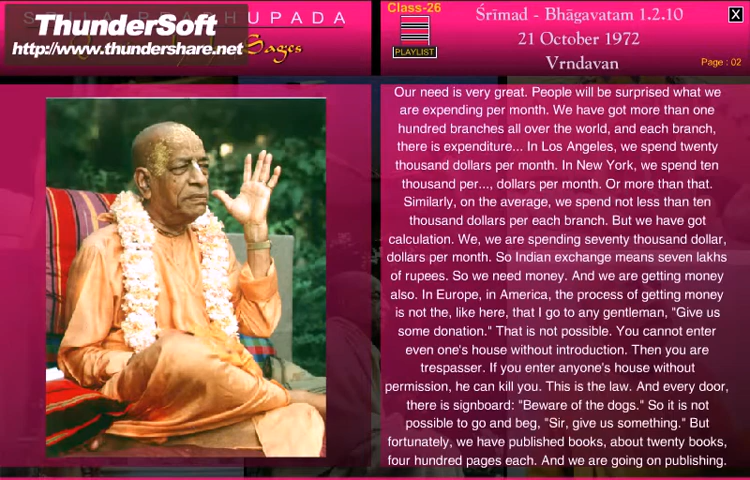 ThunderSoft
http://www.thundershare.net
HUPADA
Sages
Class-26
PLAYLIST
Śrīmad - Bhāgavatam 1.2.10
21 October 1972
Vrndavan
X
Page : 02
Our need is very great. People will be surprised what we
are expending per month. We have got more than one
hundred branches all over the world, and each branch,
there is expenditure... In Los Angeles, we spend twenty
thousand dollars per month. In New York, we spend ten
thousand per..., dollars per month. Or more than that.
Similarly, on the average, we spend not less than ten
thousand dollars per each branch. But we have got
calculation. We, we are spending seventy thousand dollar,
dollars per month. So Indian exchange means seven lakhs
of rupees. So we need money. And we are getting money
also. In Europe, in America, the process of getting money
is not the, like here, that I go to any gentleman, "Give us
some donation." That is not possible. You cannot enter
even one's house without introduction. Then you are
trespasser. If you enter anyone's house without
permission, he can kill you. This is the law. And every door,
there is signboard: "Beware of the dogs." So it is not
possible to go and beg, "Sir, give us something." But
fortunately, we have published books, about twenty books,
four hundred pages each. And we are going on publishing.